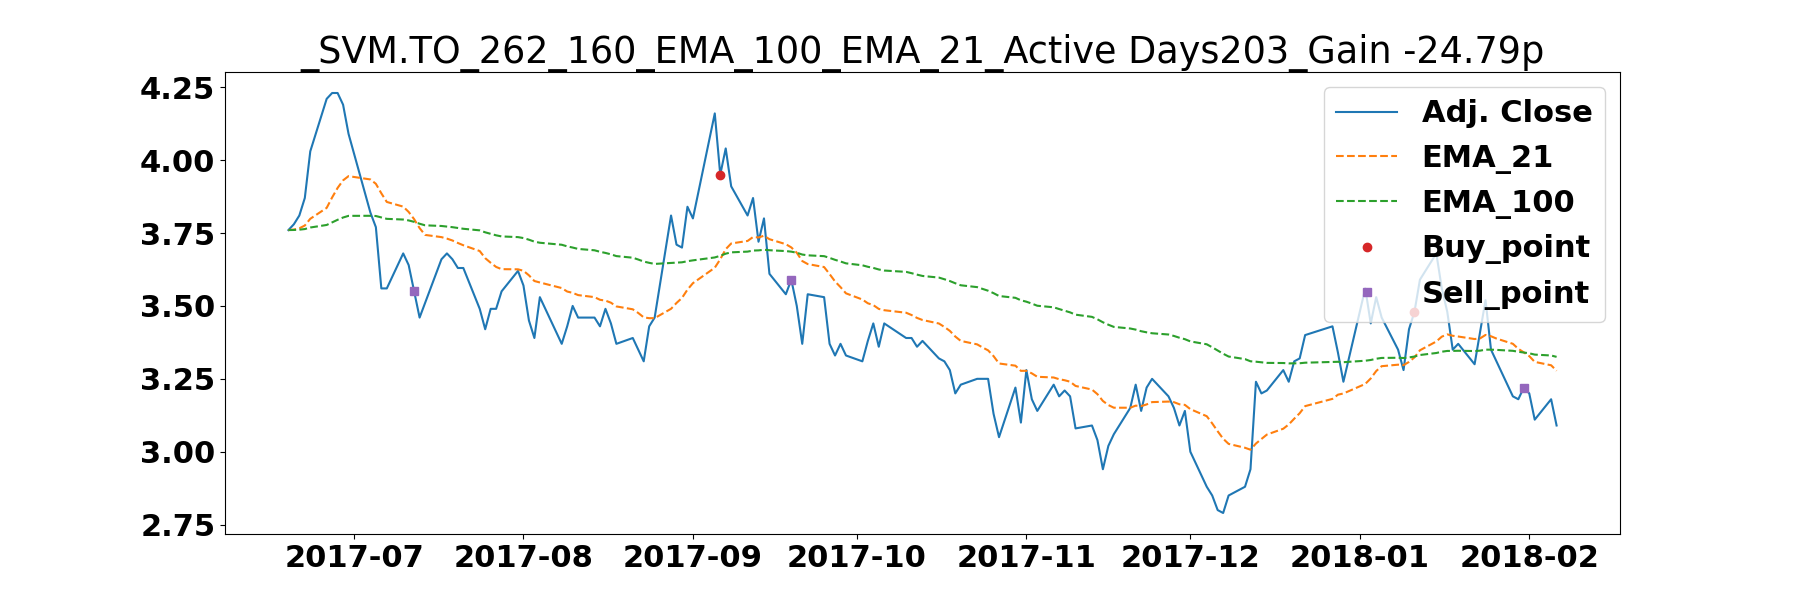 _SVM.TO_262_160_EMA_100_EMA_21_Active Days203_Gain -24.79p
4.25
4.00
3.75
3.50
3.25
3.00
2.75
Adj. Close
EMA_21
EMA_100
Buy_point
Sell_point
2017-07 2017-08 2017-09 2017-10 2017-11 2017-12 2018-01 2018-02